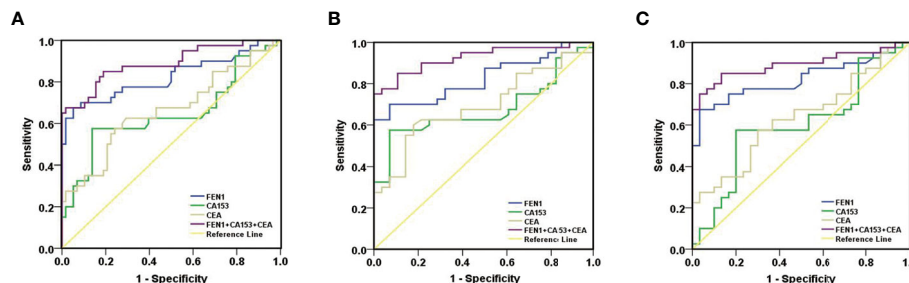 A
B
C
1.0
0.8
0.6
0.4
0.2
0.0
Sensitivity
FEN1
CA153
CEA
FEN1+CA153+CEA
Reference Line
0.0 0.2 0.4 0.6 0.8 1.0
1 - Specificity
1.0
0.8
0.6
0.4
0.2
0.0
Sensitivity
FEN1
CA153
CEA
FEN1+CA53+CEA
Reference Line
0.0 0.2 0.4 0.6 0.8 1.0
1 - Specificity
1.0
0.8
0.6
0.4
0.2
0.0
Sensitivity
FEN1
CA153
CEA
FEN1+CA153+CEA
Reference Line
0.0 0.2 0.4 0.6 0.8 1.0
1 - Specificity